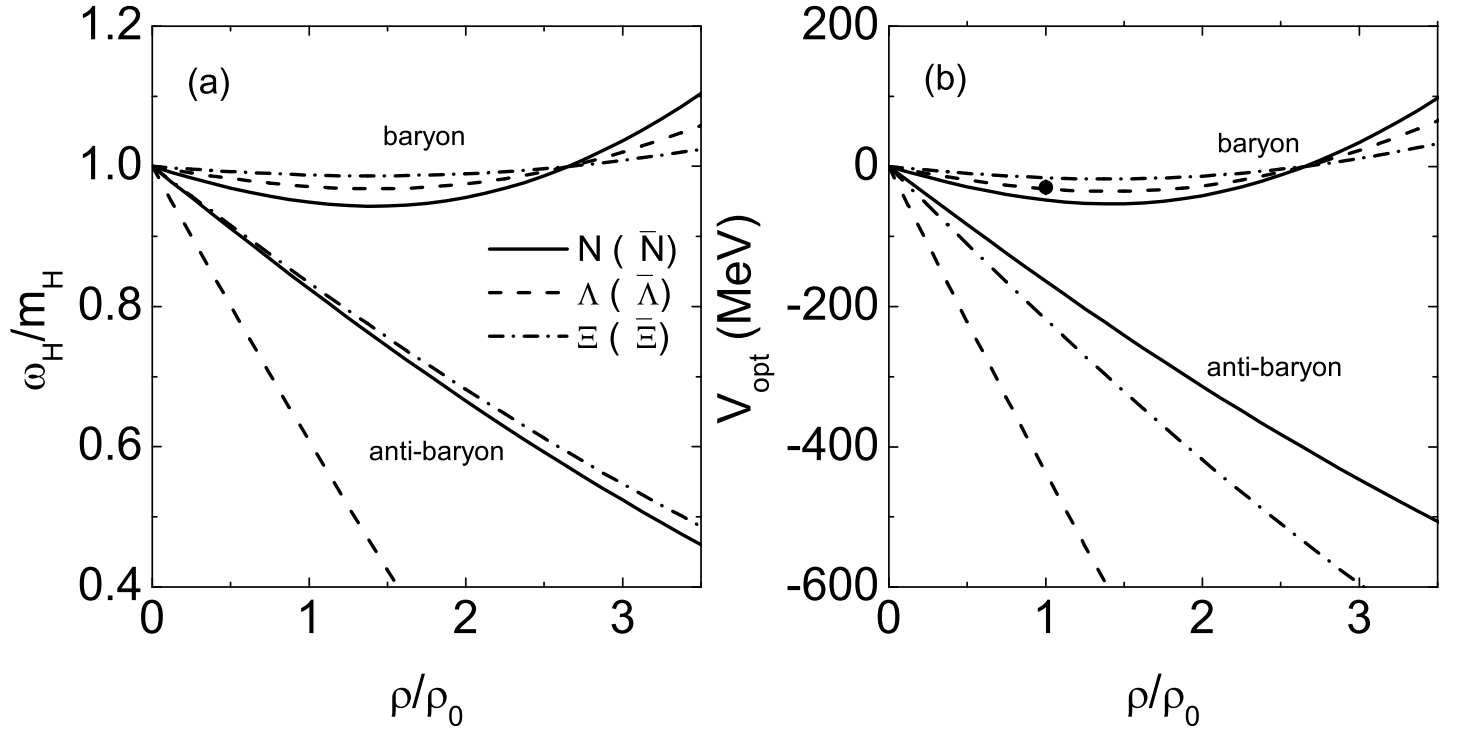 1.2
(a)
baryon
1.0
N ( N̄)
Λ ( Λ̄)
Ξ ( Ξ̄)
0.8
ω_H/m_H
0.6
anti-baryon
0.4
0 1 2 3
ρ/ρ_0
200
(b)
baryon
0
V_opt (MeV)
-200
anti-baryon
-400
-600
0 1 2 3
ρ/ρ_0